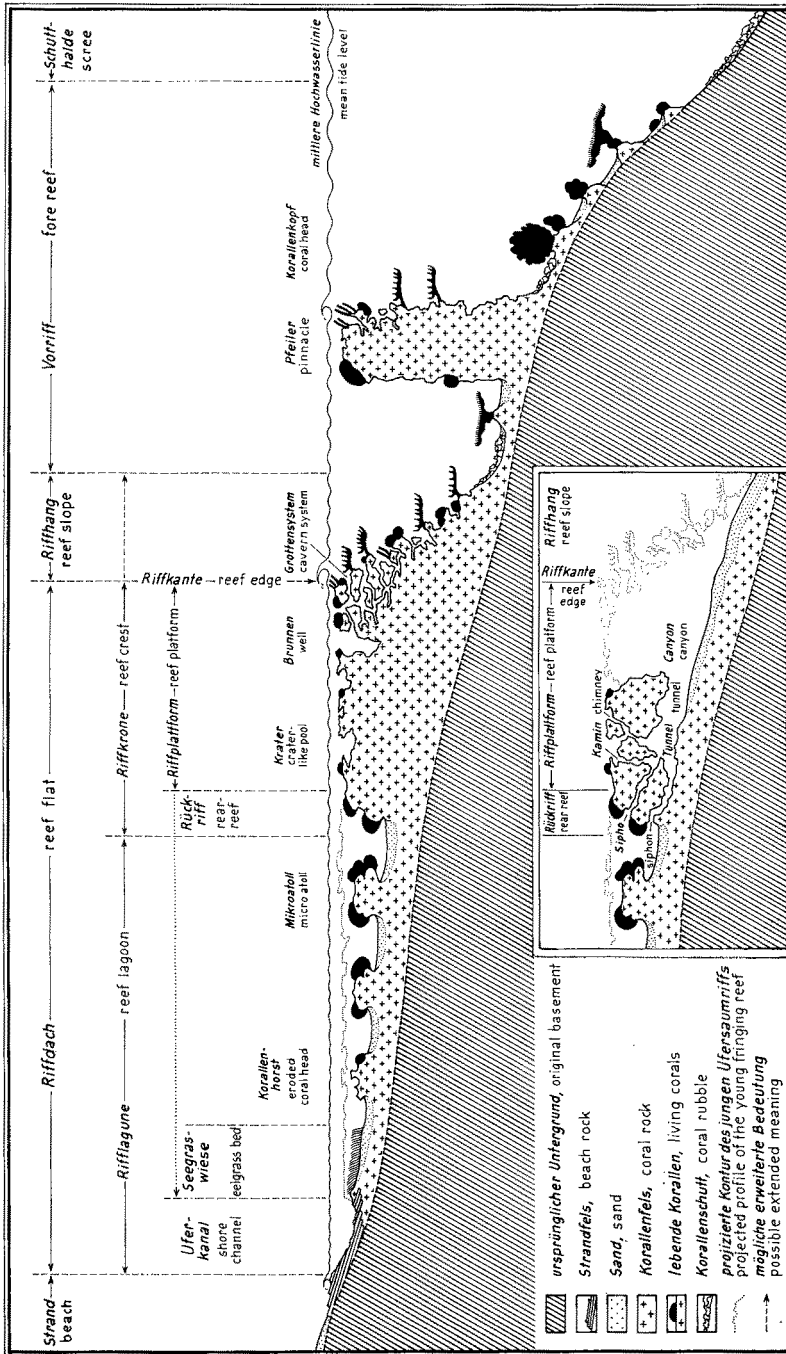 Strand
beach
Riffdach
reef flat
Riffhang
reef slope
Vorriff
fore reef
Schutt-
halde
scree
Rifflagune
reef lagoon
Riffkrone — reef crest
Ufer-
kanal
shore
channel
Seegras-
wiese
eelgrass bed
Rück-
riff
rear-
reef
Riffplattform — reef platform
Riffkante — reef edge
mittlere Hochwasserlinie
mean tide level
Korallen-
horst
eroded
coral head
Mikroatoll
microatoll
Krater
crater-
like pool
Brunnen
well
Grottensystem
cavern system
Pfeiler
pinnacle
Korallenkopf
coral head
ursprünglicher Untergrund, original basement
Strandfels, beach rock
Sand, sand
Korallenfels, coral rock
lebende Korallen, living corals
Korallenschutt, coral rubble
projizierte Kontur des jungen Ufersaumriffs
projected profile of the young fringing reef
mögliche erweiterte Bedeutung
possible extended meaning
Rückriff
rear reef
Riffplattform — reef platform
Riffkante
reef
edge
Riffhang
reef slope
Sipho
siphon
Kamin
chimney
Tunnel
tunnel
Canyon
canyon